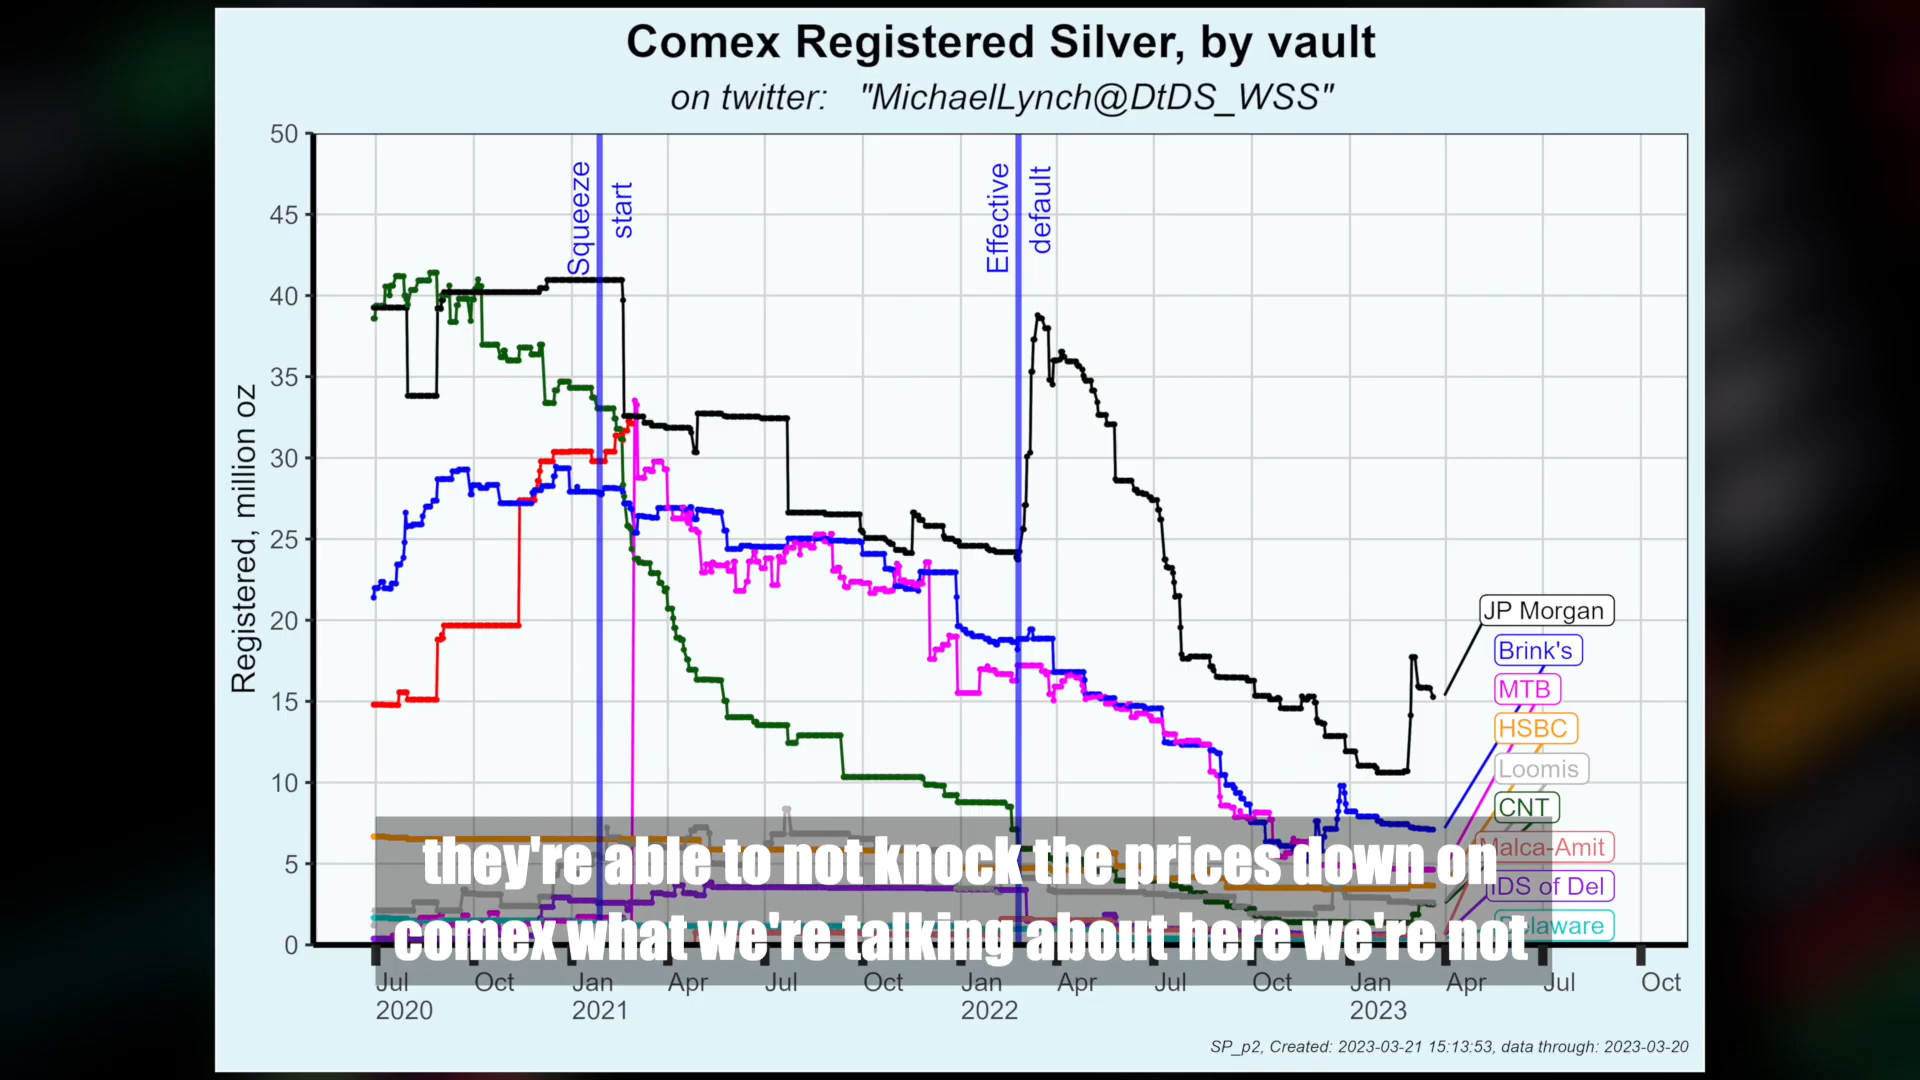 Comex Registered Silver, by vault
on twitter: "MichaelLynch@DtDS_WSS"
Registered, million oz
50
45
40
35
30
25
20
15
10
5
0
Squeeze
start
Effective
default
JP Morgan
Brink's
MTB
HSBC
Loomis
CNT
Malca-Amit
IDS of Del
they're able to not knock the prices down on
comex what we're talking about here we're not
Jul Oct Jan Apr Jul Oct Jan Apr Jul Oct Jan Apr Jul Oct
2020 2021 2022 2023
SP_p2, Created: 2023-03-21 15:13:53, data through: 2023-03-20